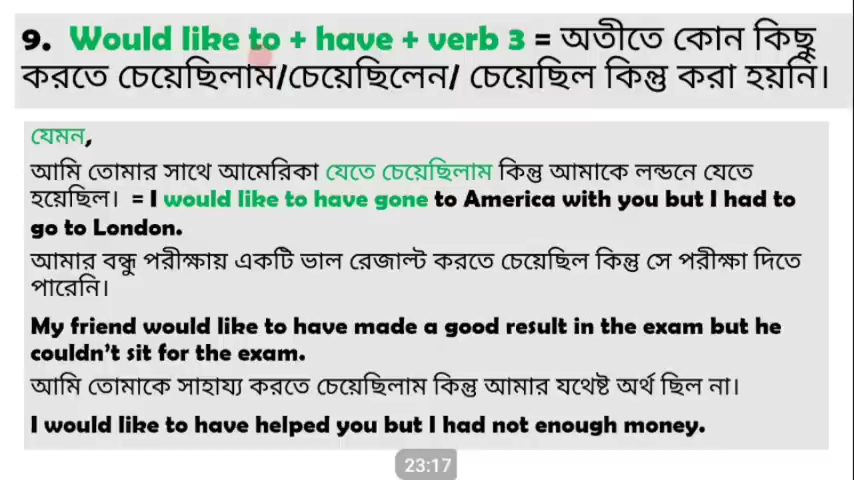 9. Would like to + have + verb 3 = অতীতে কোন কিছু
করতে চেয়েছিলাম/চেয়েছিলেন/ চেয়েছিল কিন্তু করা হয়নি।
যেমন,
আমি তোমার সাথে আমেরিকা যেতে চেয়েছিলাম কিন্তু আমাকে লন্ডনে যেতে
হয়েছিল। = I would like to have gone to America with you but I had to
go to London.
আমার বন্ধু পরীক্ষায় একটি ভাল রেজাল্ট করতে চেয়েছিল কিন্তু সে পরীক্ষা দিতে
পারেনি।
My friend would like to have made a good result in the exam but he
couldn't sit for the exam.
আমি তোমাকে সাহায্য করতে চেয়েছিলাম কিন্তু আমার যথেষ্ট অর্থ ছিল না।
I would like to have helped you but I had not enough money.
23:17